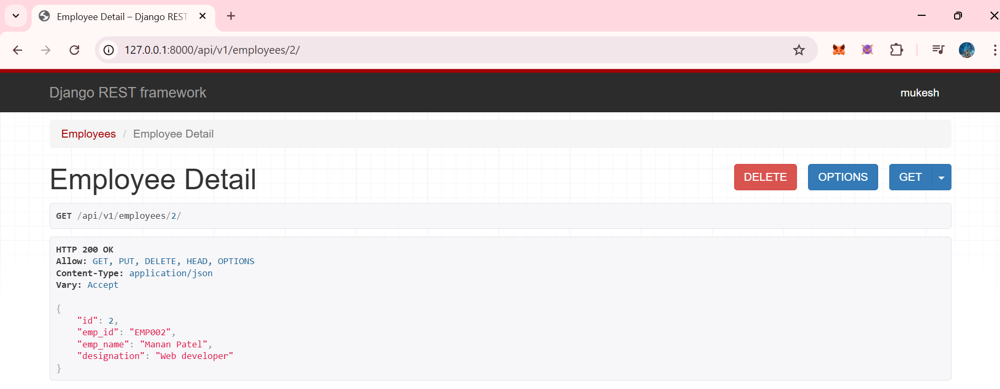 Employee Detail – Django REST
127.0.0.1:8000/api/v1/employees/2/
Django REST framework
mukesh
Employees / Employee Detail
Employee Detail
DELETE
OPTIONS
GET
GET /api/v1/employees/2/
HTTP 200 OK
Allow: GET, PUT, DELETE, HEAD, OPTIONS
Content-Type: application/json
Vary: Accept
{
    "id": 2,
    "emp_id": "EMP002",
    "emp_name": "Manan Patel",
    "designation": "Web developer"
}